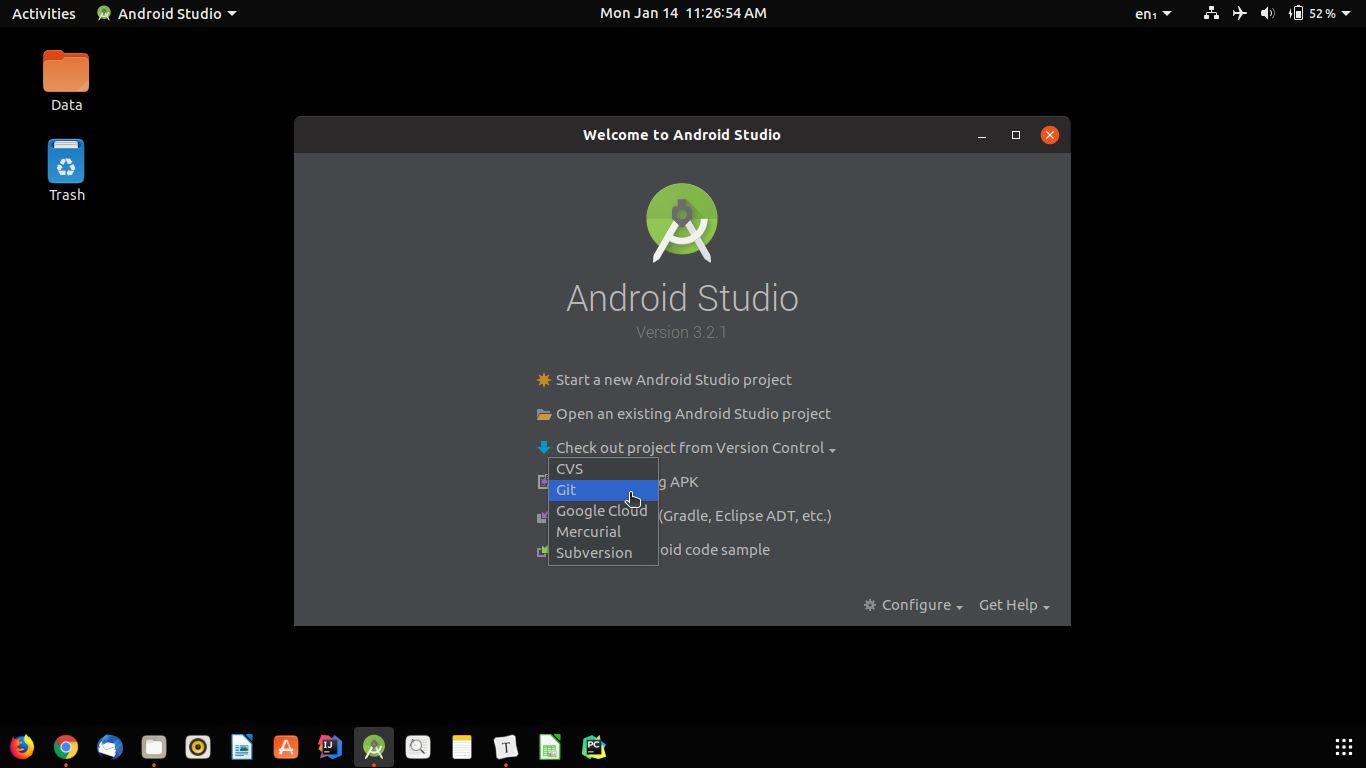 Activities Android Studio Mon Jan 14 11:26:54 AM en₁ 52 %
Data
Trash
Welcome to Android Studio
Android Studio
Version 3.2.1
Start a new Android Studio project
Open an existing Android Studio project
Check out project from Version Control
CVS
Git
g APK
Google Cloud
(Gradle, Eclipse ADT, etc.)
Mercurial
Subversion
oid code sample
Configure Get Help
IJ
T
PC